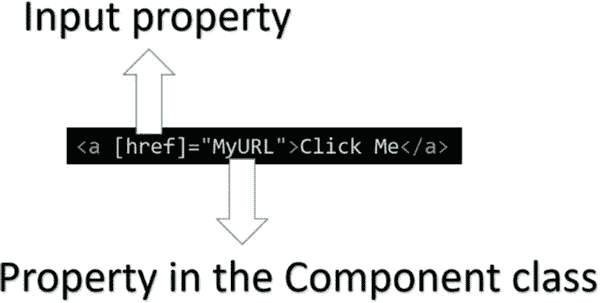 Input property
<a [href]="MyURL">Click Me</a>
Property in the Component class